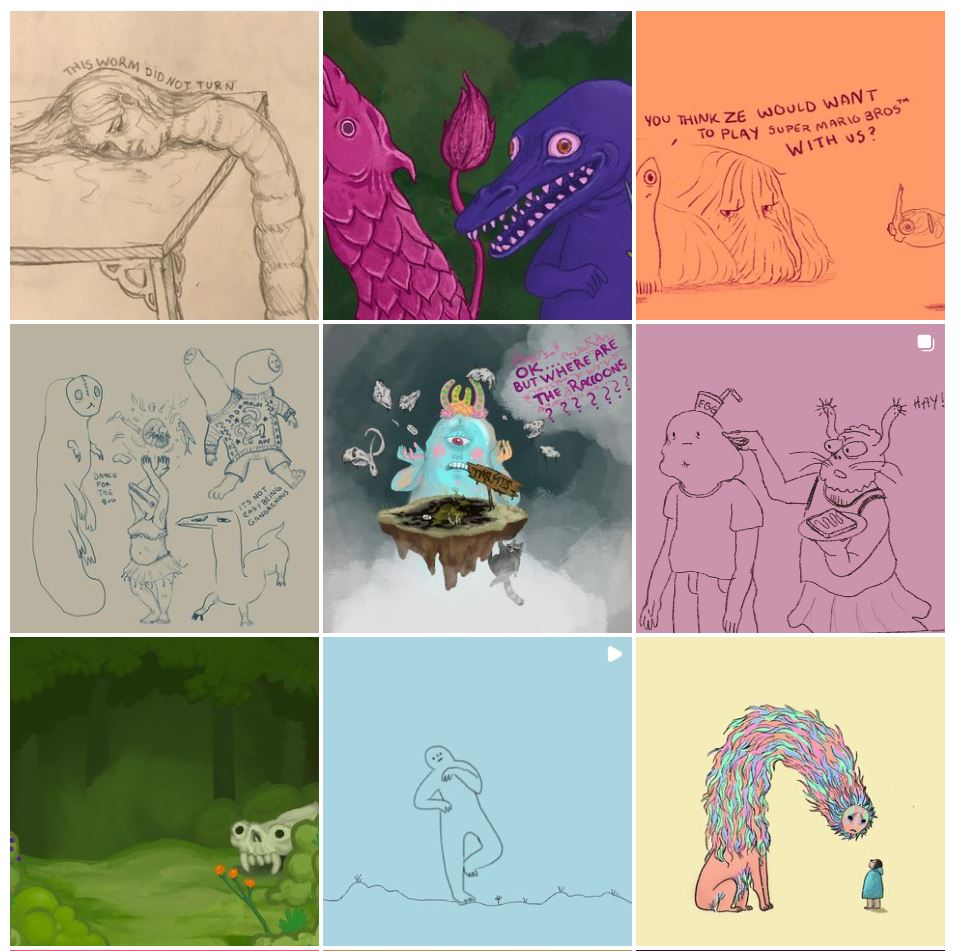 THIS WORM DID NOT TURN
YOU THINK ZE WOULD WANT
TO PLAY SUPER MARIO BROS™
WITH US?
DANCE
FOR
THE
BUG
IT'S NOT
EASY BEING
GANGRENOUS
OK....
BUT WHERE ARE
THE RACCOONS
? ? ? ? ? ? ?
EGG
HAY!